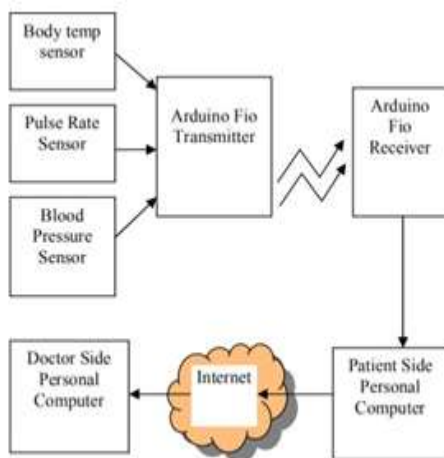 Body temp
sensor
Pulse Rate
Sensor
Blood
Pressure
Sensor
Arduino Fio
Transmitter
Arduino
Fio
Receiver
Doctor Side
Personal
Computer
Internet
Patient Side
Personal
Computer